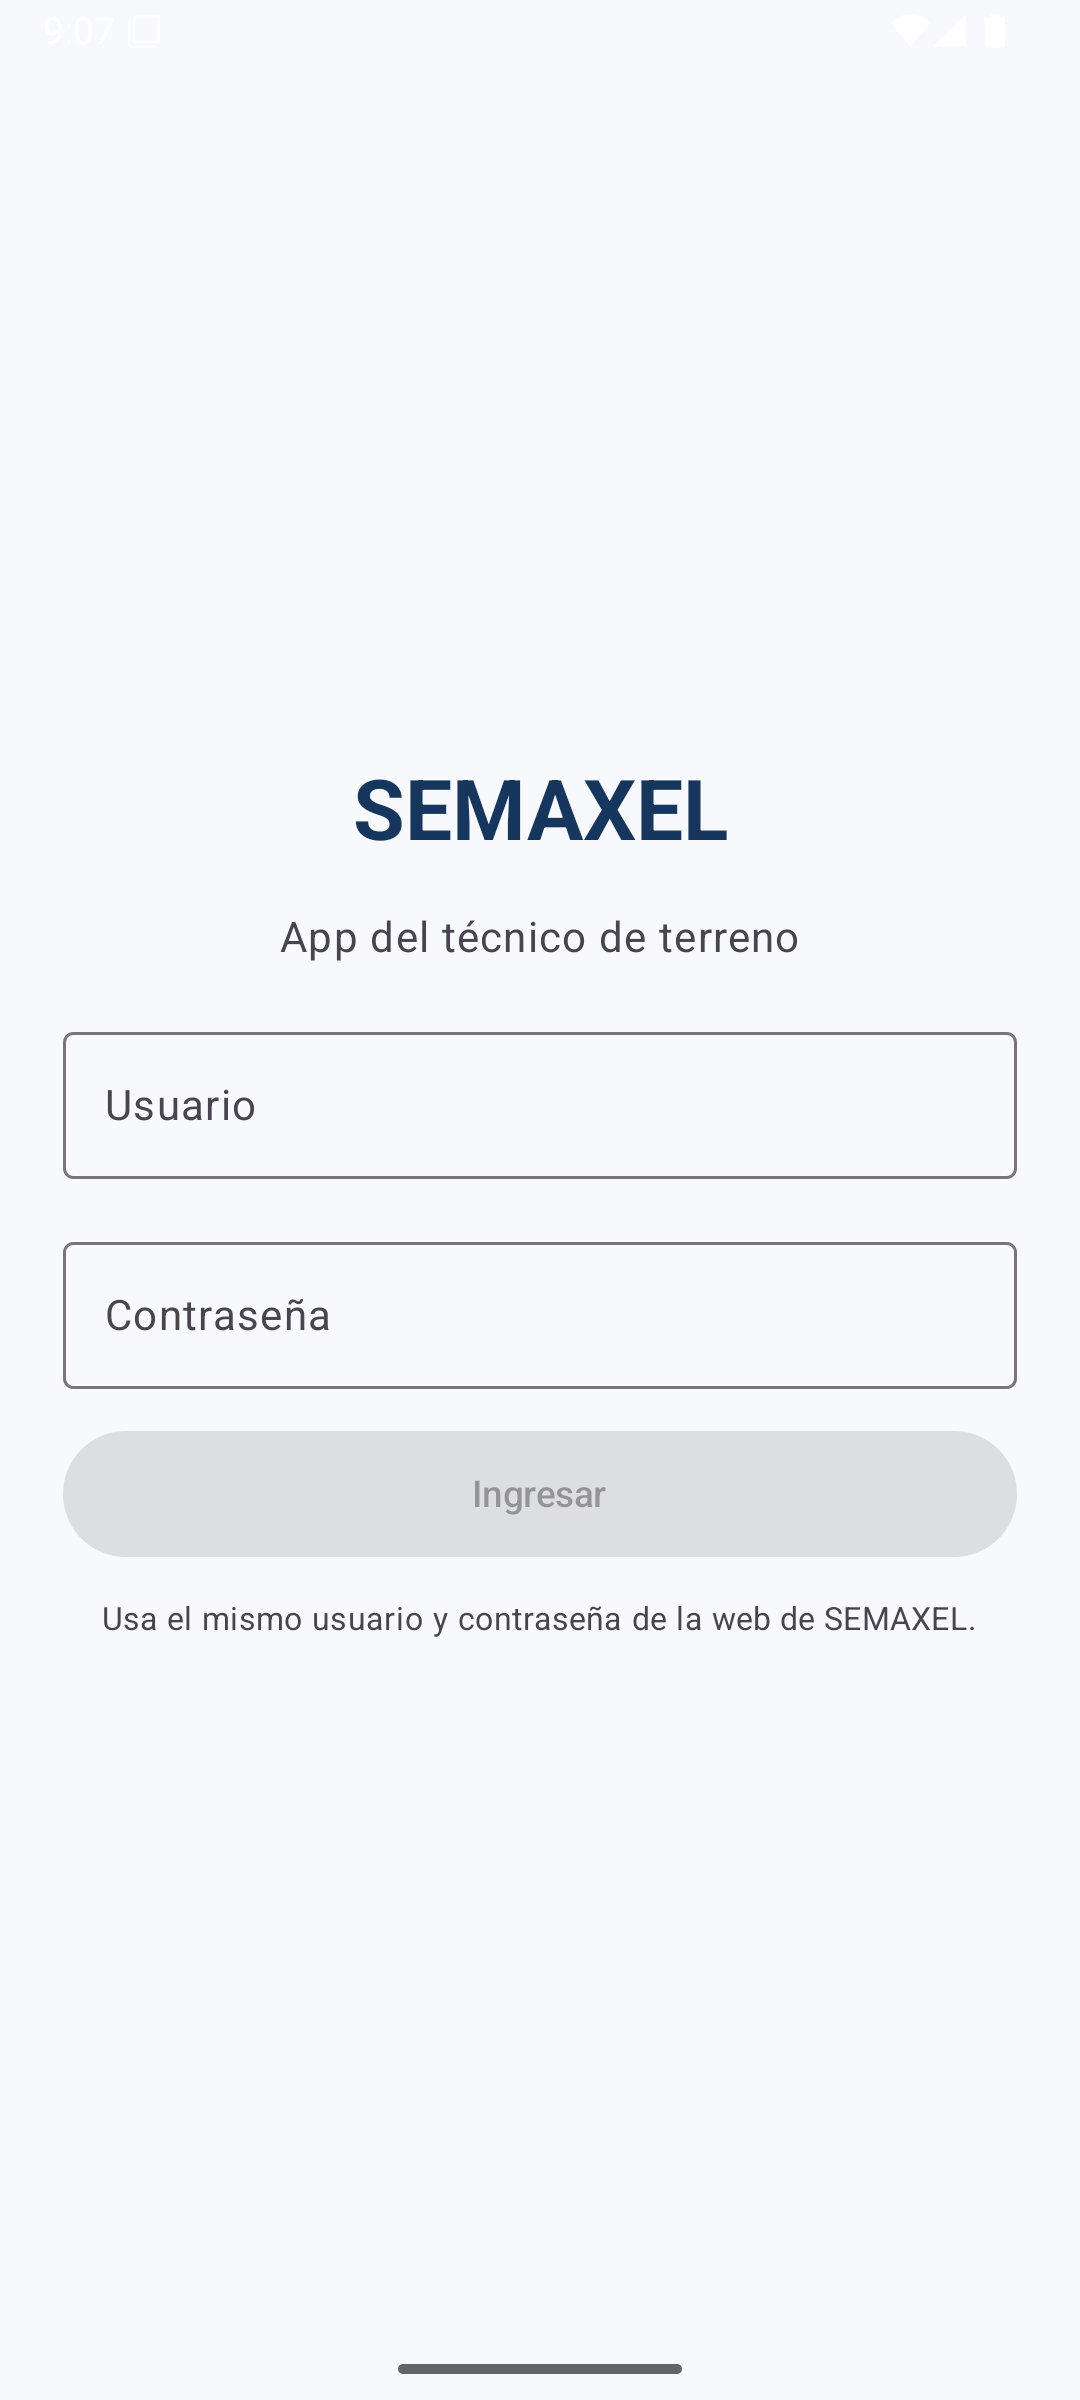 9:07
SEMAXEL
App del técnico de terreno
Usuario
Contraseña
Ingresar
Usa el mismo usuario y contraseña de la web de SEMAXEL.